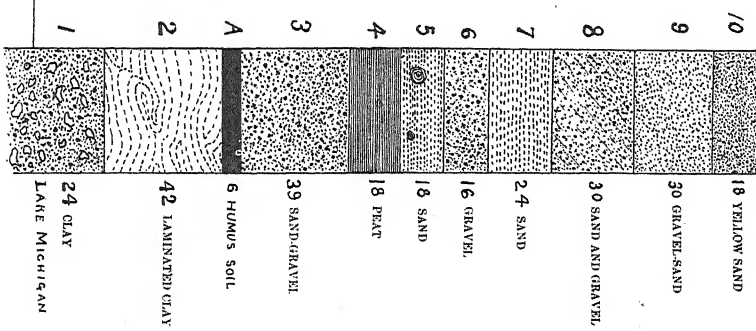 1 2 A 3 4 5 6 7 8 9 10
LAKE MICHIGAN
24 CLAY
42 LAMINATED CLAY
6 HUMUS SOIL
39 SAND-GRAVEL
18 PEAT
18 SAND
16 GRAVEL
24 SAND
30 SAND AND GRAVEL
30 GRAVEL-SAND
18 YELLOW SAND